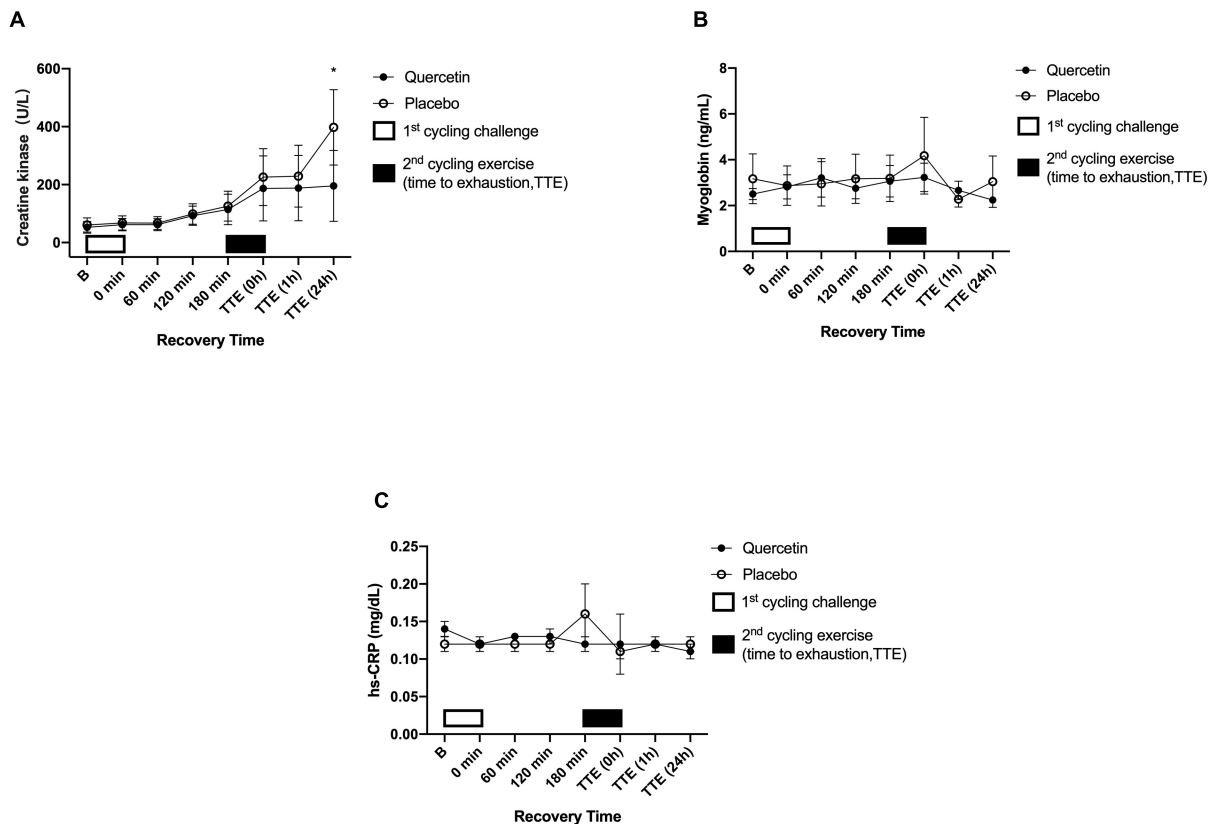 A
Creatine kinase (U/L)
600
400
200
0
*
Quercetin
Placebo
1st cycling challenge
2nd cycling exercise
(time to exhaustion,TTE)
B
0 min
60 min
120 min
180 min
TTE (0h)
TTE (1h)
TTE (24h)
Recovery Time
B
Myoglobin (ng/mL)
8
6
4
2
0
Quercetin
Placebo
1st cycling challenge
2nd cycling exercise
(time to exhaustion,TTE)
B
0 min
60 min
120 min
180 min
TTE (0h)
TTE (1h)
TTE (24h)
Recovery Time
C
hs-CRP (mg/dL)
0.25
0.20
0.15
0.10
0.05
0.00
Quercetin
Placebo
1st cycling challenge
2nd cycling exercise
(time to exhaustion,TTE)
B
0 min
60 min
120 min
180 min
TTE (0h)
TTE (1h)
TTE (24h)
Recovery Time